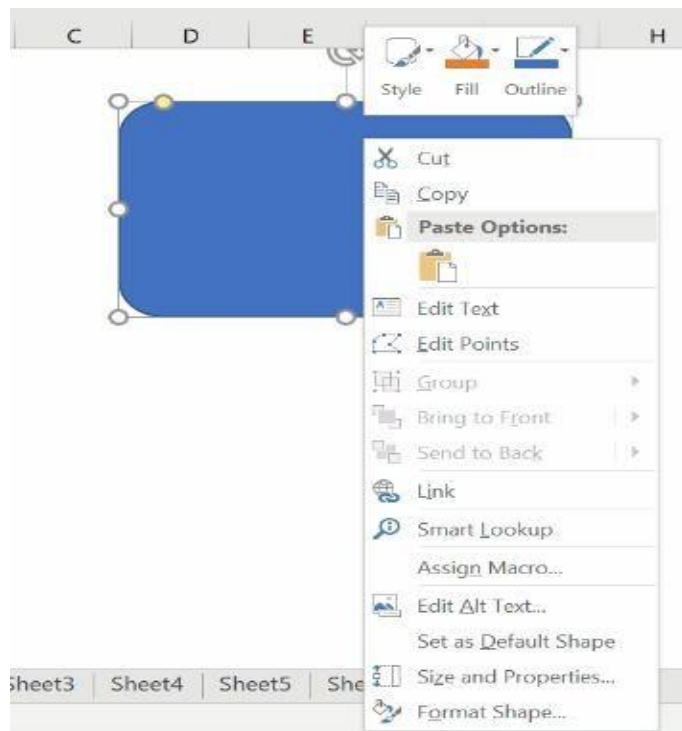 C D E H
Style Fill Outline
Cut
Copy
Paste Options:
Edit Text
Edit Points
Group
Bring to Front
Send to Back
Link
Smart Lookup
Assign Macro...
Edit Alt Text...
Set as Default Shape
Size and Properties...
Format Shape...
Sheet3 Sheet4 Sheet5 She